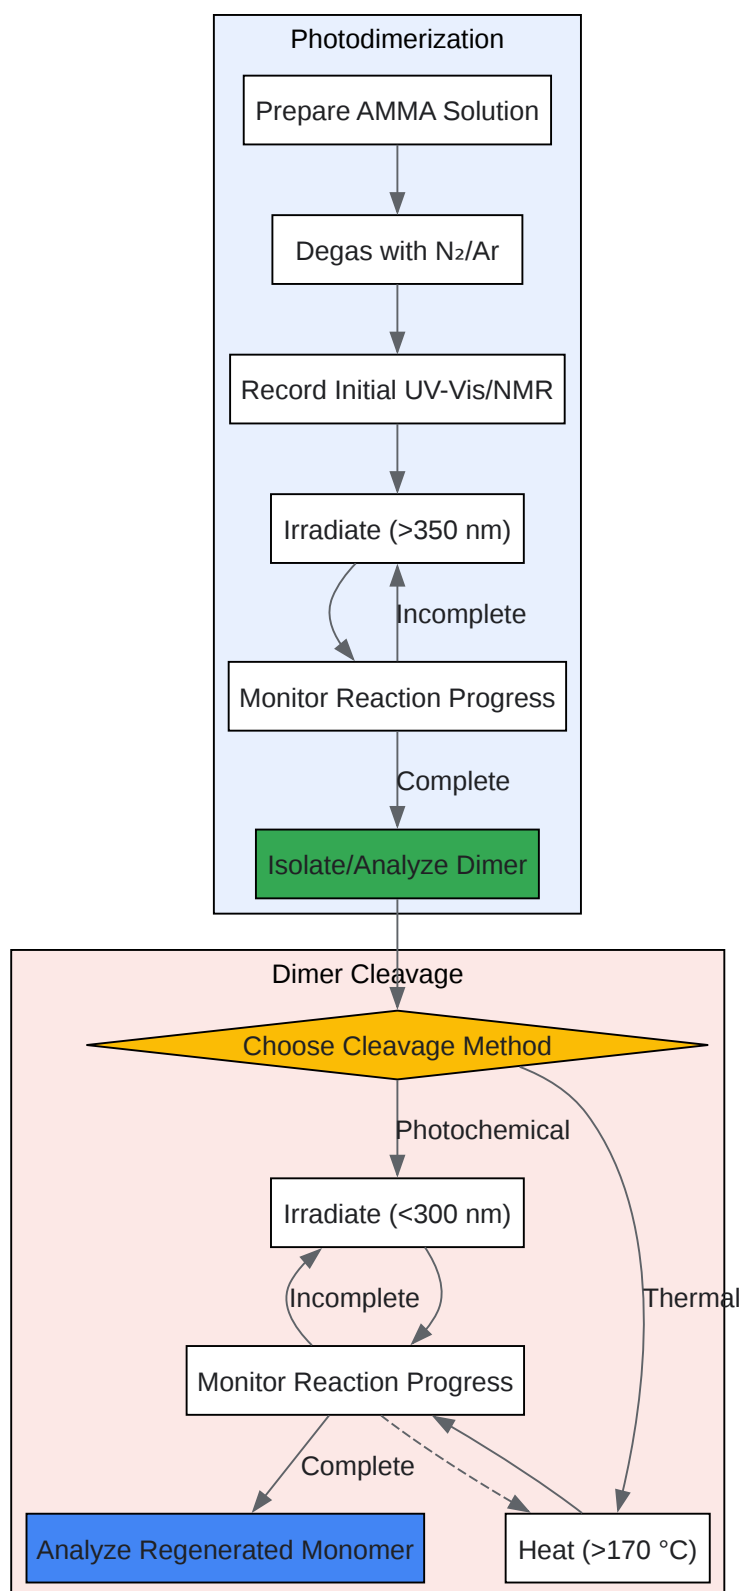 Photodimerization
Prepare AMMA Solution
Degas with N₂/Ar
Record Initial UV-Vis/NMR
Irradiate (>350 nm)
Incomplete
Monitor Reaction Progress
Complete
Isolate/Analyze Dimer
Dimer Cleavage
Choose Cleavage Method
Photochemical
Irradiate (<300 nm)
Incomplete
Thermal
Monitor Reaction Progress
Complete
Analyze Regenerated Monomer
Heat (>170 °C)